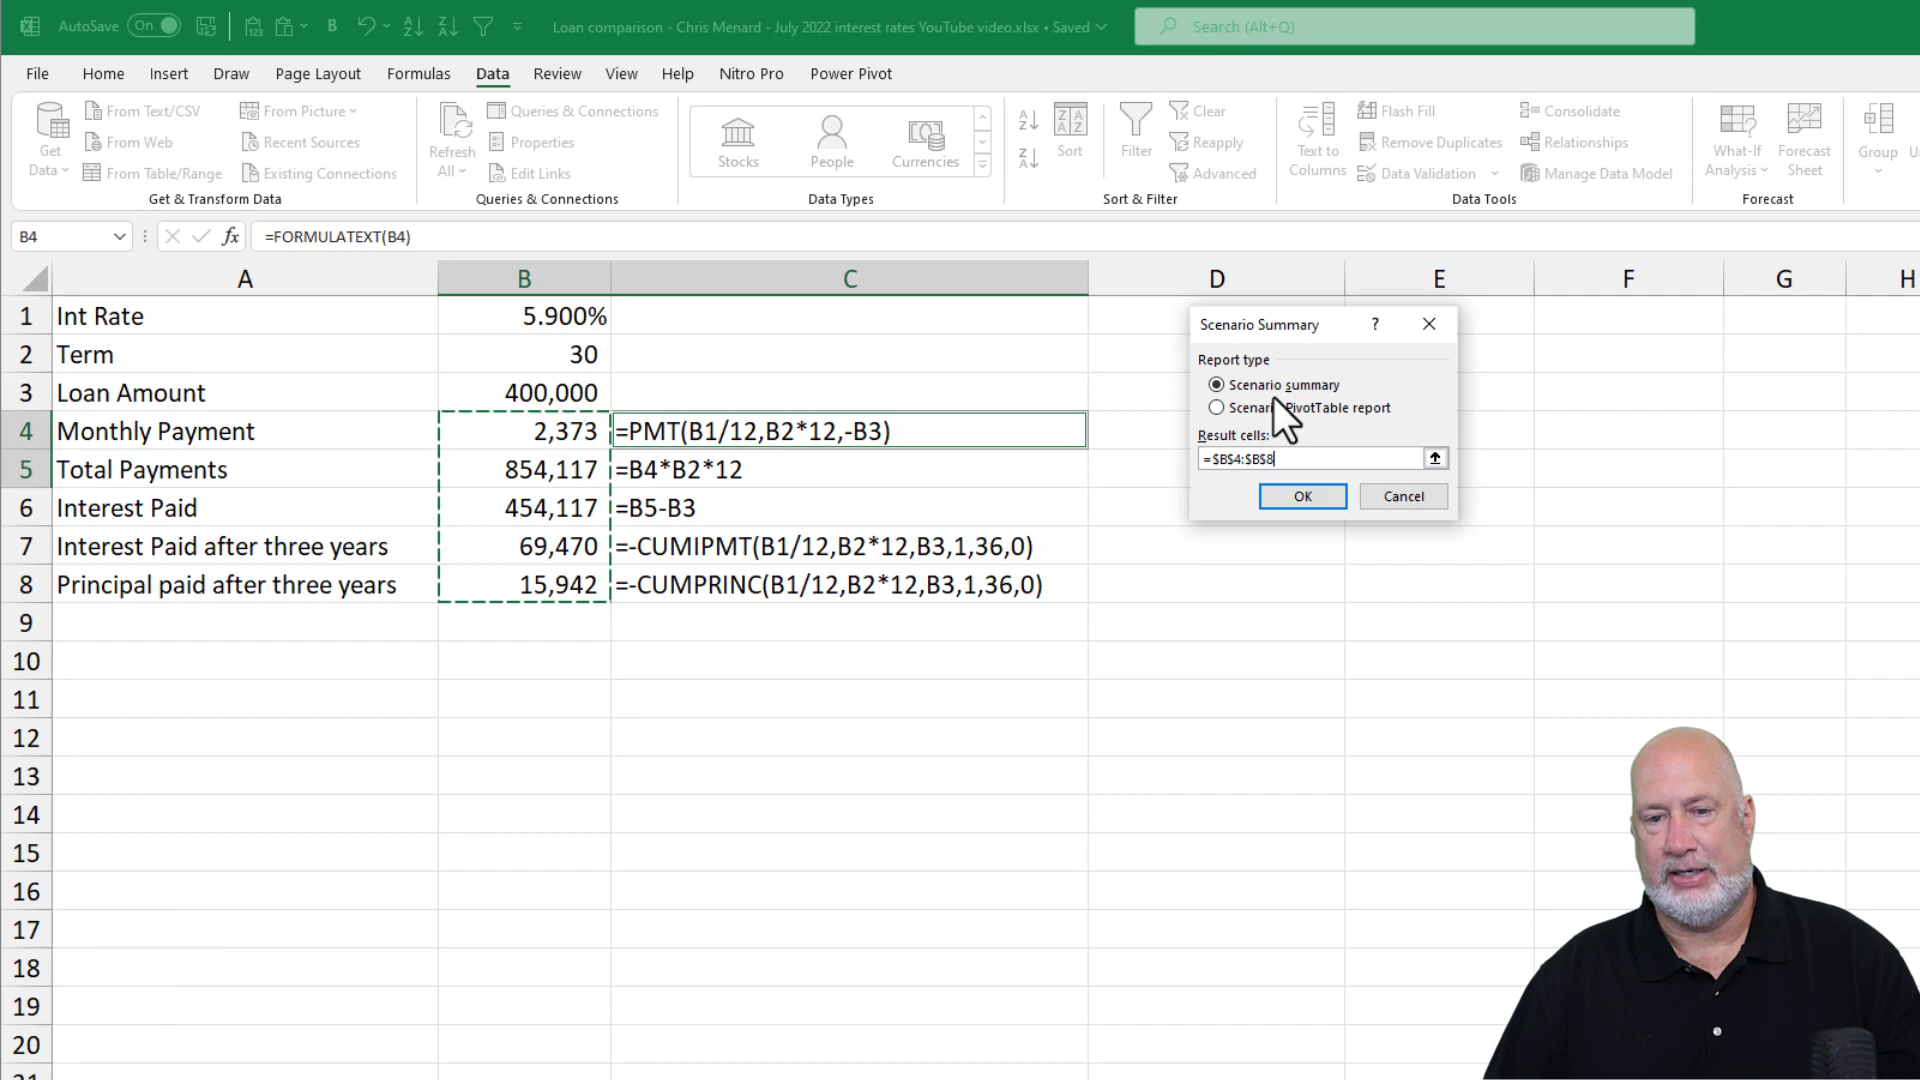 AutoSave On B Loan comparison - Chris Menard - July 2022 interest rates YouTube video.xlsx • Saved Search (Alt+Q)
File Home Insert Draw Page Layout Formulas Data Review View Help Nitro Pro Power Pivot
Get Data
From Text/CSV
From Web
From Table/Range
From Picture
Recent Sources
Existing Connections
Get & Transform Data
Refresh All
Queries & Connections
Properties
Edit Links
Queries & Connections
Stocks People Currencies
Data Types
Sort
Filter
Clear
Reapply
Advanced
Sort & Filter
Text to Columns
Flash Fill
Remove Duplicates
Data Validation
Consolidate
Relationships
Manage Data Model
Data Tools
What-If Analysis
Forecast Sheet
Forecast
Group
B4 fx =FORMULATEXT(B4)
A B C D E F G H
1 Int Rate 5.900%
2 Term 30
3 Loan Amount 400,000
4 Monthly Payment 2,373 =PMT(B1/12,B2*12,-B3)
5 Total Payments 854,117 =B4*B2*12
6 Interest Paid 454,117 =B5-B3
7 Interest Paid after three years 69,470 =-CUMIPMT(B1/12,B2*12,B3,1,36,0)
8 Principal paid after three years 15,942 =-CUMPRINC(B1/12,B2*12,B3,1,36,0)
9
10
11
12
13
14
15
16
17
18
19
20
Scenario Summary ?
Report type
Scenario summary
PivotTable report
Result cells:
=$B$4:$B$8
OK Cancel